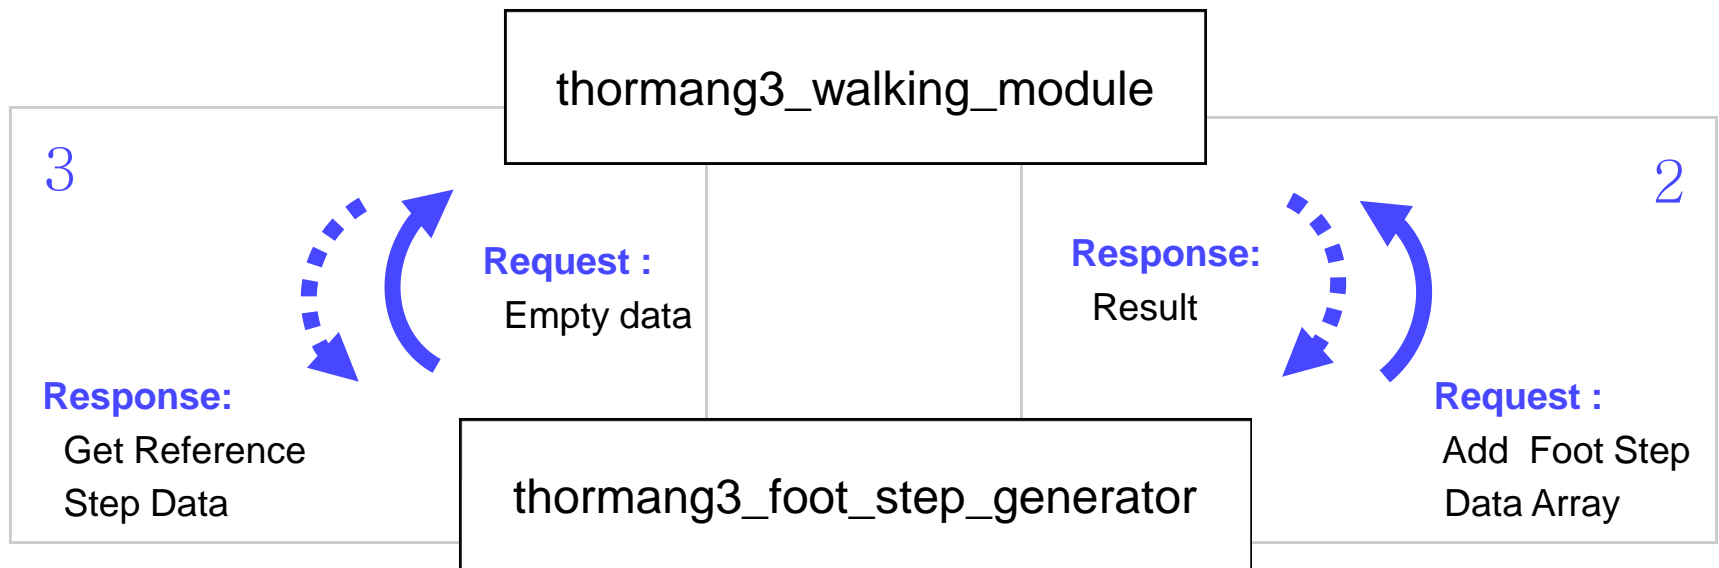 thormang3_walking_module
3
Request :
Empty data
Response:
Get Reference
Step Data
2
Response:
Result
Request :
Add  Foot Step
Data Array
thormang3_foot_step_generator